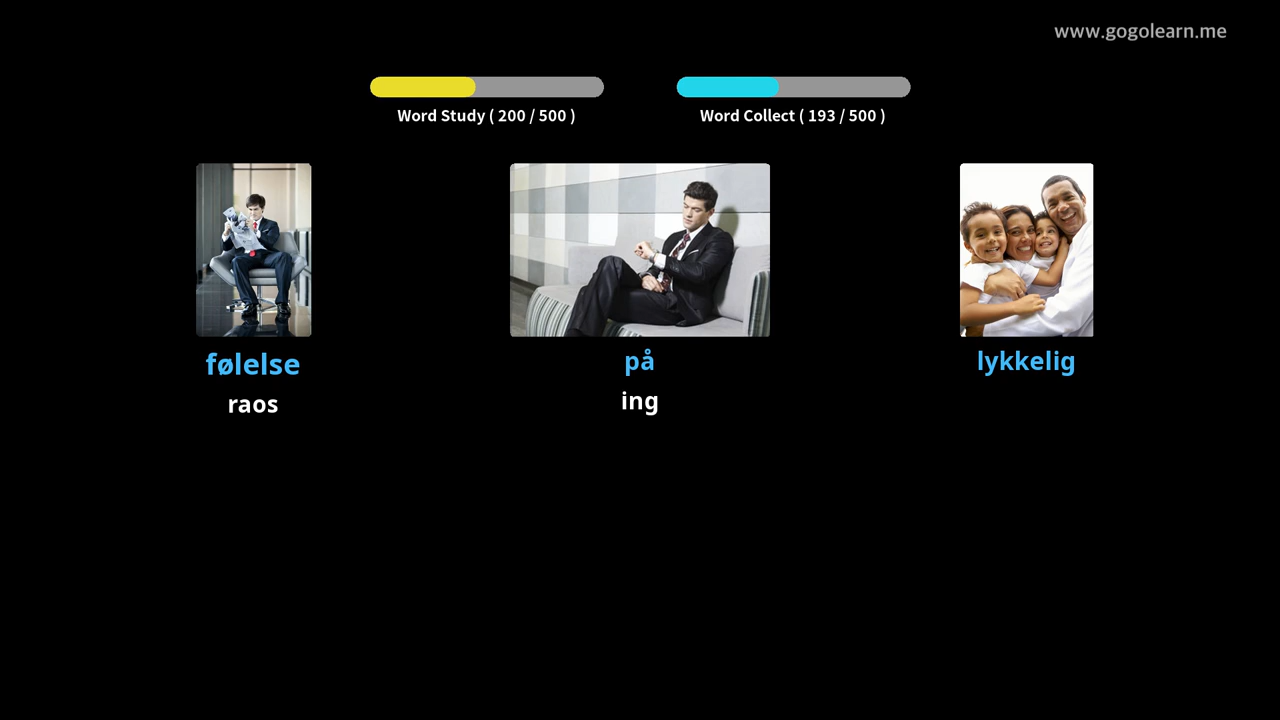 www.gogolearn.me
Word Study ( 200 / 500 )
Word Collect ( 193 / 500 )
følelse
på
lykkelig
raos
ing